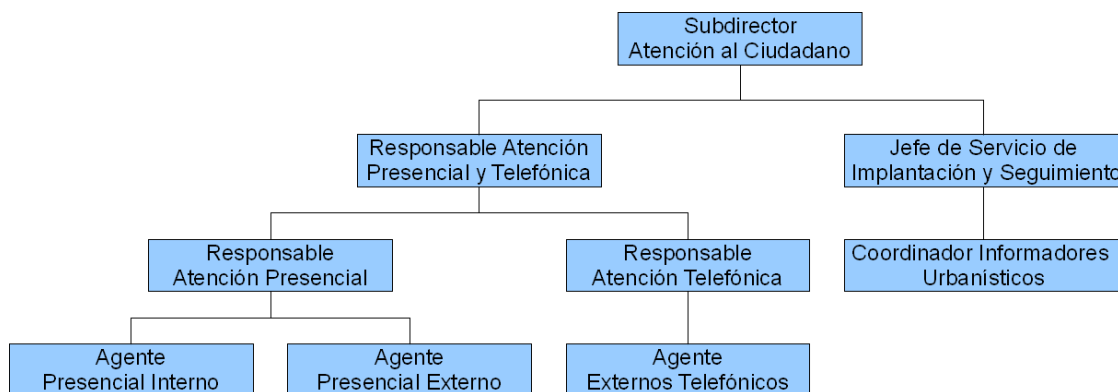 Subdirector
Atención al Ciudadano
Responsable Atención
Presencial y Telefónica
Jefe de Servicio de
Implantación y Seguimiento
Responsable
Atención Presencial
Responsable
Atención Telefónica
Coordinador Informadores
Urbanísticos
Agente
Presencial Interno
Agente
Presencial Externo
Agente
Externos Telefónicos